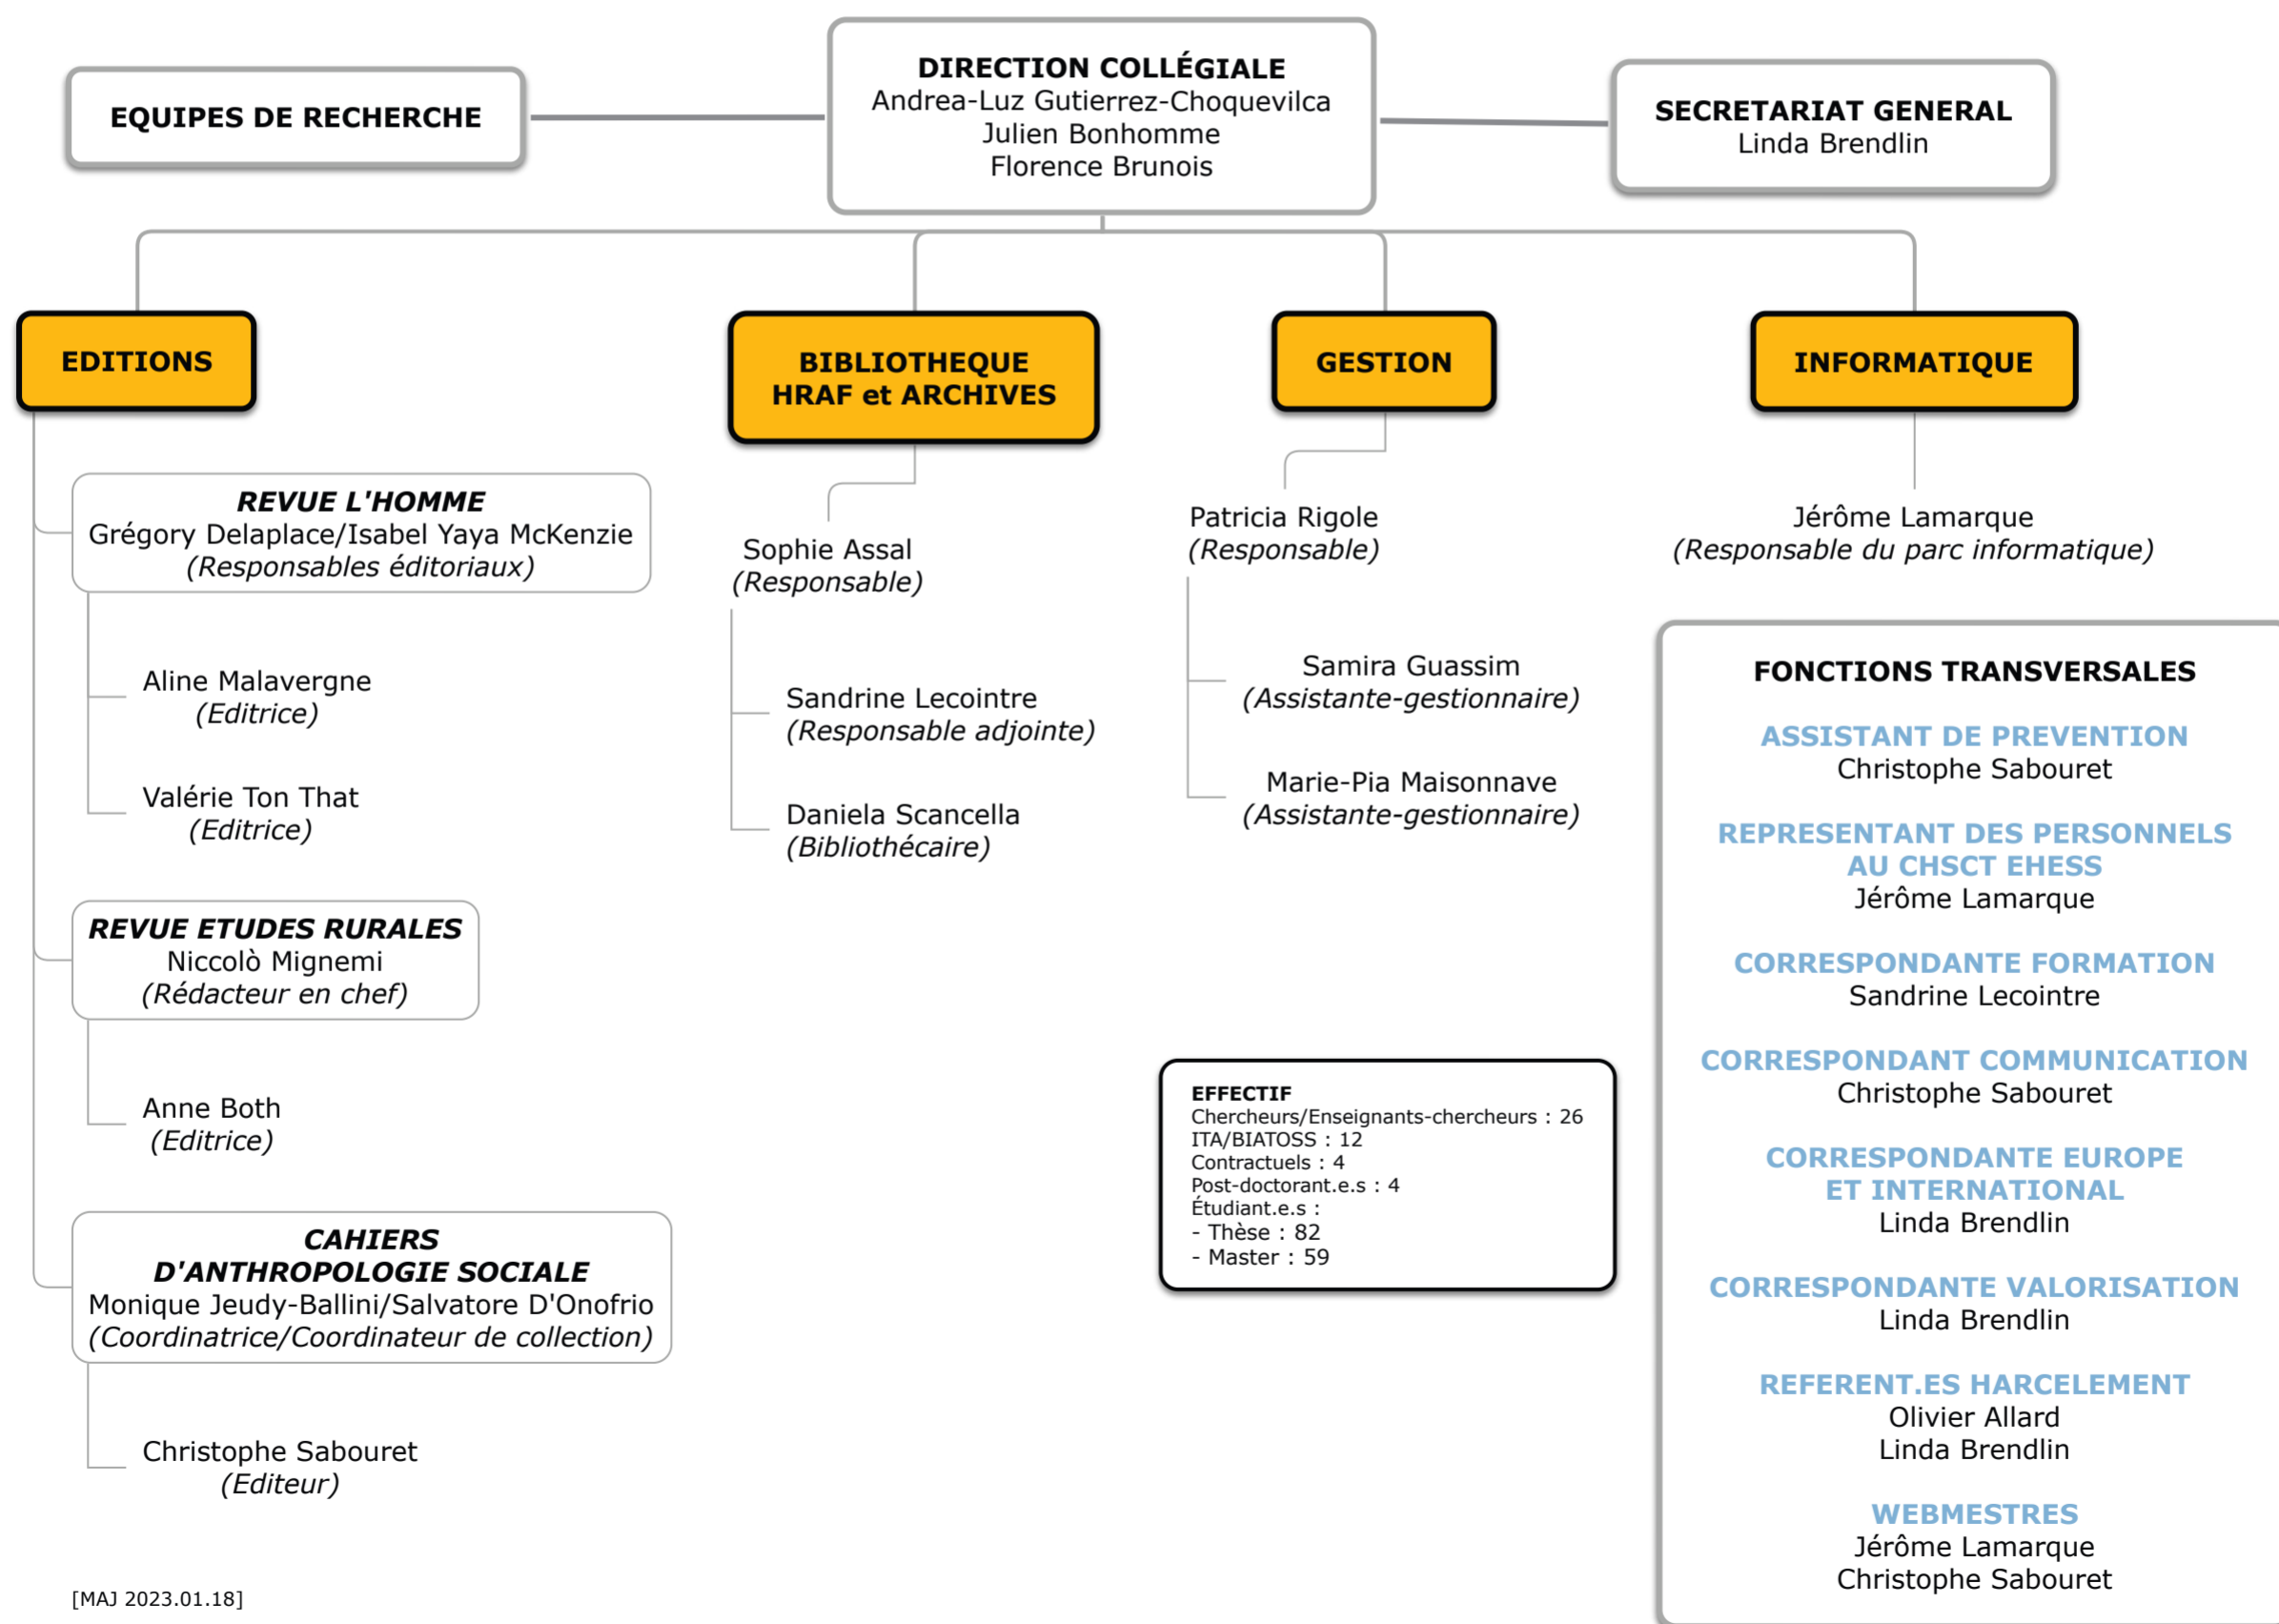 EQUIPES DE RECHERCHE
DIRECTION COLLÉGIALE
Andrea-Luz Gutierrez-Choquevilca
Julien Bonhomme
Florence Brunois
SECRETARIAT GENERAL
Linda Brendlin
EDITIONS
BIBLIOTHEQUE
HRAF et ARCHIVES
GESTION
INFORMATIQUE
REVUE L'HOMME
Grégory Delaplace/Isabel Yaya McKenzie
(Responsables éditoriaux)
Aline Malavergne
(Editrice)
Valérie Ton That
(Editrice)
REVUE ETUDES RURALES
Niccolò Mignemi
(Rédacteur en chef)
Anne Both
(Editrice)
CAHIERS
D'ANTHROPOLOGIE SOCIALE
Monique Jeudy-Ballini/Salvatore D'Onofrio
(Coordinatrice/Coordinateur de collection)
Christophe Sabouret
(Editeur)
Sophie Assal
(Responsable)
Sandrine Lecointre
(Responsable adjointe)
Daniela Scancella
(Bibliothécaire)
Patricia Rigole
(Responsable)
Samira Guassim
(Assistante-gestionnaire)
Marie-Pia Maisonnave
(Assistante-gestionnaire)
Jérôme Lamarque
(Responsable du parc informatique)
EFFECTIF
Chercheurs/Enseignants-chercheurs : 26
ITA/BIATOSS : 12
Contractuels : 4
Post-doctorant.e.s : 4
Étudiant.e.s :
- Thèse : 82
- Master : 59
FONCTIONS TRANSVERSALES
ASSISTANT DE PREVENTION
Christophe Sabouret
REPRESENTANT DES PERSONNELS
AU CHSCT EHESS
Jérôme Lamarque
CORRESPONDANTE FORMATION
Sandrine Lecointre
CORRESPONDANT COMMUNICATION
Christophe Sabouret
CORRESPONDANTE EUROPE
ET INTERNATIONAL
Linda Brendlin
CORRESPONDANTE VALORISATION
Linda Brendlin
REFERENT.ES HARCELEMENT
Olivier Allard
Linda Brendlin
WEBMESTRES
Jérôme Lamarque
Christophe Sabouret
[MAJ 2023.01.18]